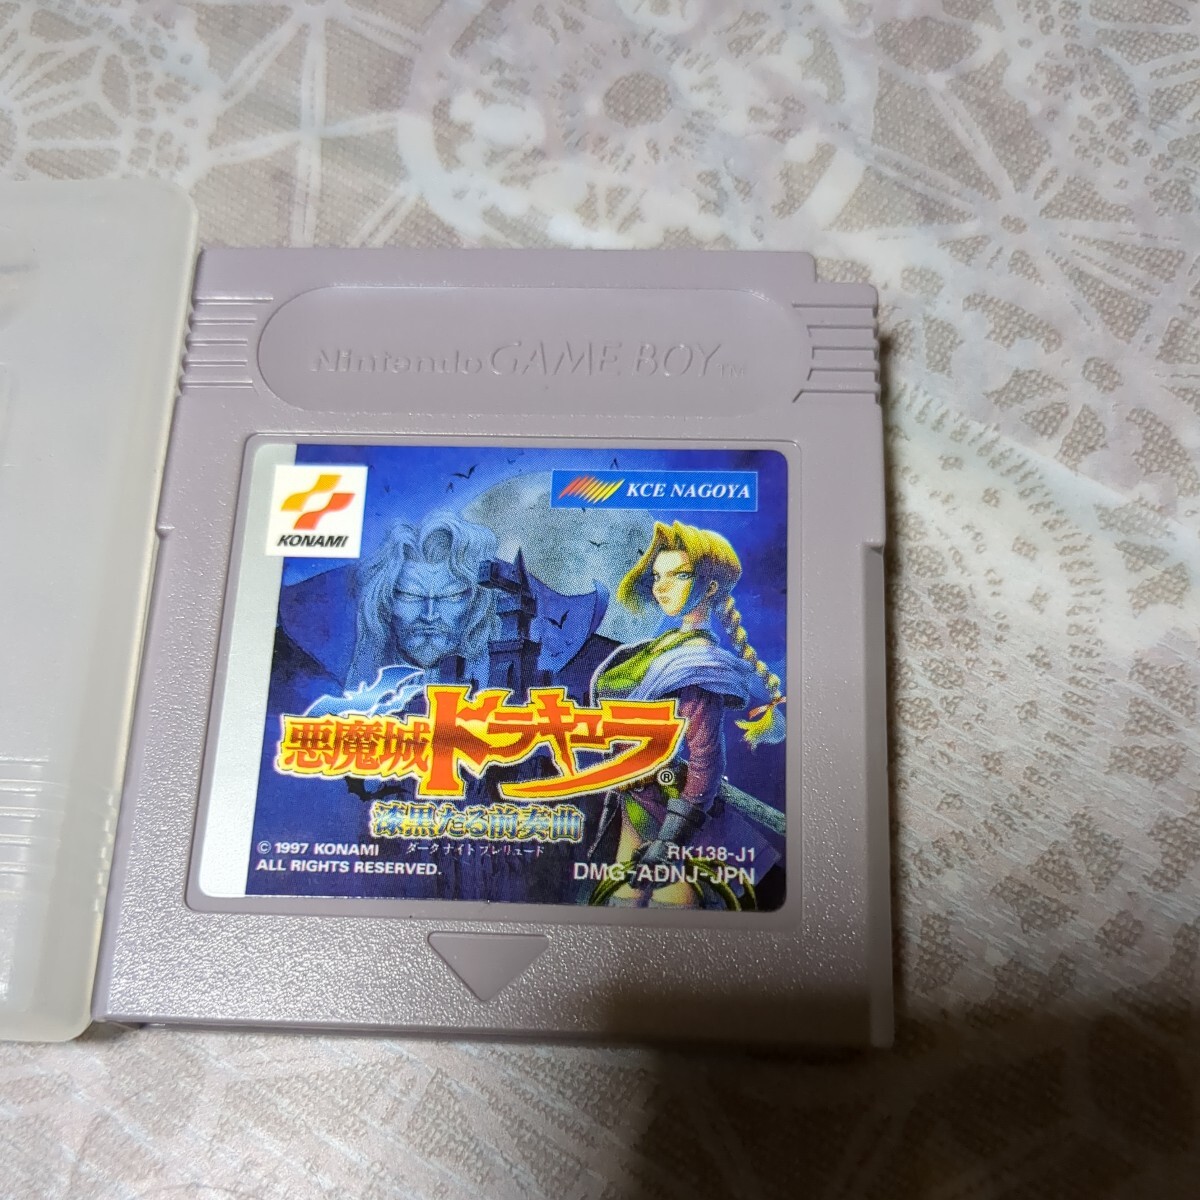 Nintendo GAME BOY™
KONAMI
KCE NAGOYA
悪魔城ドラキュラ®
漆黒たる前奏曲
ダークナイトプレリュード
© 1997 KONAMI
ALL RIGHTS RESERVED.
RK138-J1
DMG-ADNJ-JPN